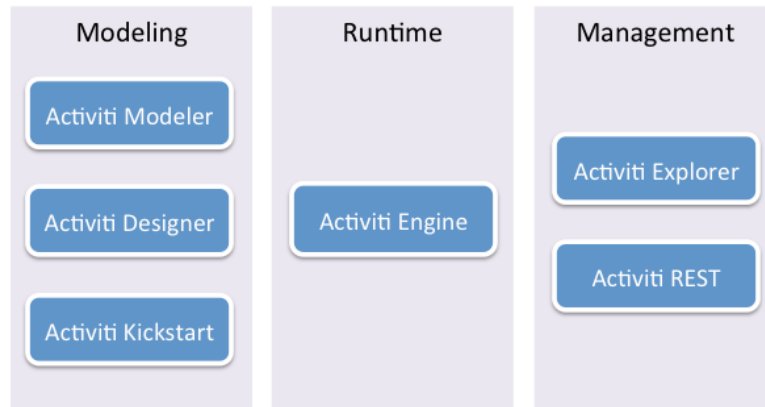 Modeling
Activiti Modeler
Activiti Designer
Activiti Kickstart
Runtime
Activiti Engine
Management
Activiti Explorer
Activiti REST